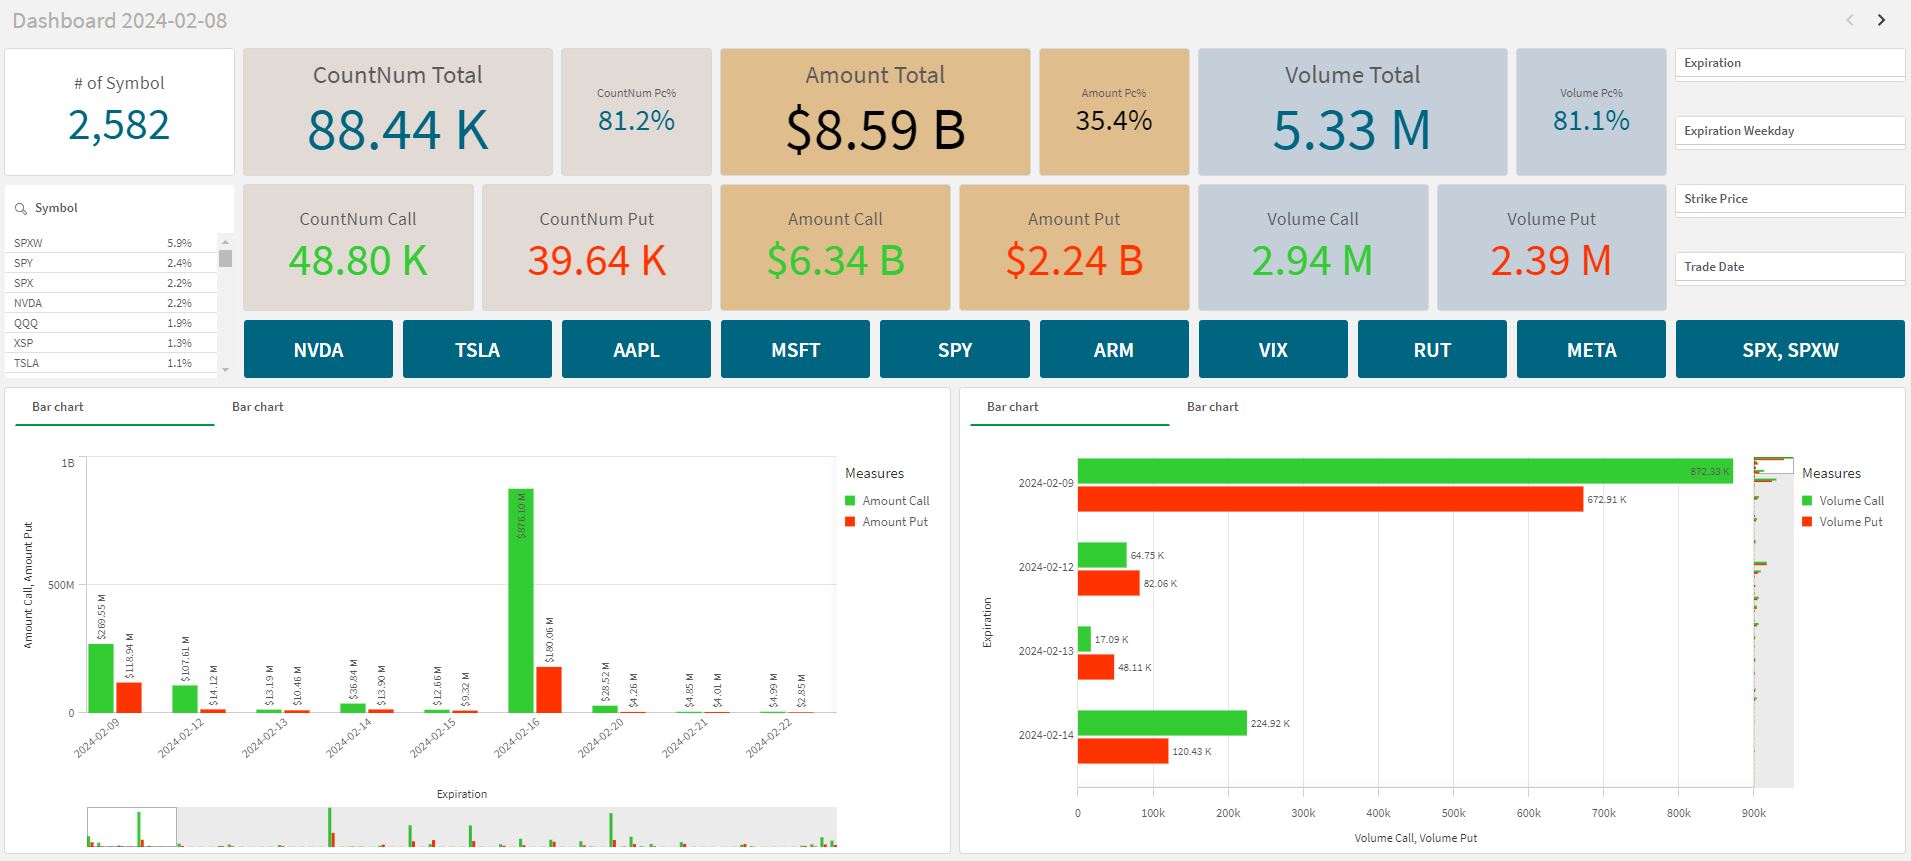 Dashboard 2024-02-08
# of Symbol
2,582
CountNum Total
88.44 K
CountNum Pc%
81.2%
Amount Total
$8.59 B
Amount Pc%
35.4%
Volume Total
5.33 M
Volume Pc%
81.1%
Expiration
Expiration Weekday
Strike Price
Trade Date
Symbol
SPXW 5.9%
SPY 2.4%
SPX 2.2%
NVDA 2.2%
QQQ 1.9%
XSP 1.3%
TSLA 1.1%
CountNum Call
48.80 K
CountNum Put
39.64 K
Amount Call
$6.34 B
Amount Put
$2.24 B
Volume Call
2.94 M
Volume Put
2.39 M
NVDA
TSLA
AAPL
MSFT
SPY
ARM
VIX
RUT
META
SPX, SPXW
Bar chart
Bar chart
Amount Call, Amount Put
1B
500M
0
$269.55 M
$118.94 M
$107.61 M
$14.12 M
$13.19 M
$10.46 M
$36.84 M
$13.90 M
$12.66 M
$9.32 M
$876.10 M
$180.06 M
$28.52 M
$4.26 M
$4.85 M
$4.01 M
$4.99 M
$2.85 M
2024-02-09
2024-02-12
2024-02-13
2024-02-14
2024-02-15
2024-02-16
2024-02-20
2024-02-21
2024-02-22
Expiration
Measures
Amount Call
Amount Put
Bar chart
Bar chart
Expiration
2024-02-09
872.33 K
672.91 K
2024-02-12
64.75 K
82.06 K
2024-02-13
17.09 K
48.11 K
2024-02-14
224.92 K
120.43 K
0
100k
200k
300k
400k
500k
600k
700k
800k
900k
Volume Call, Volume Put
Measures
Volume Call
Volume Put